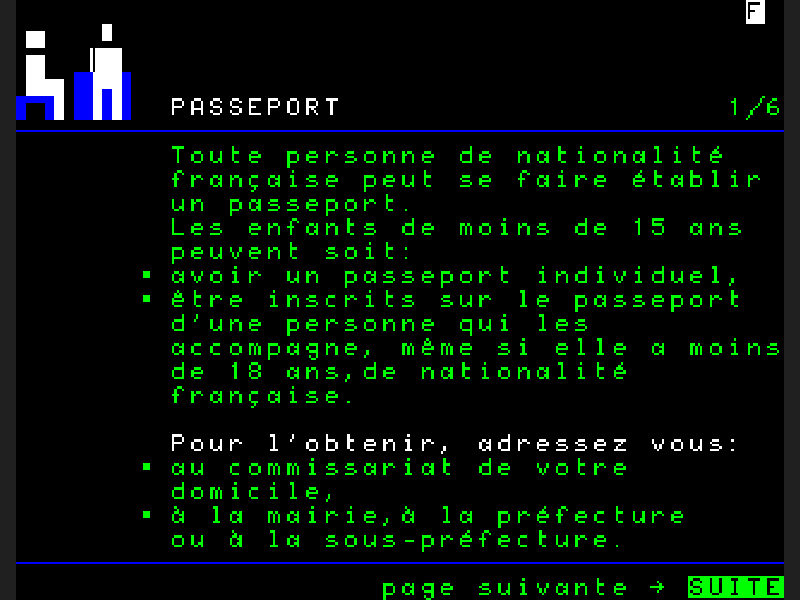 F
PASSEPORT 1/6
Toute personne de nationalité
française peut se faire établir
un passeport.
Les enfants de moins de 15 ans
peuvent soit:
▪ avoir un passeport individuel,
▪ être inscrits sur le passeport
d'une personne qui les
accompagne, même si elle a moins
de 18 ans,de nationalité
française.
Pour l'obtenir, adressez vous:
▪ au commissariat de votre
domicile,
▪ à la mairie,à la préfecture
ou à la sous-préfecture.
page suivante → SUITE